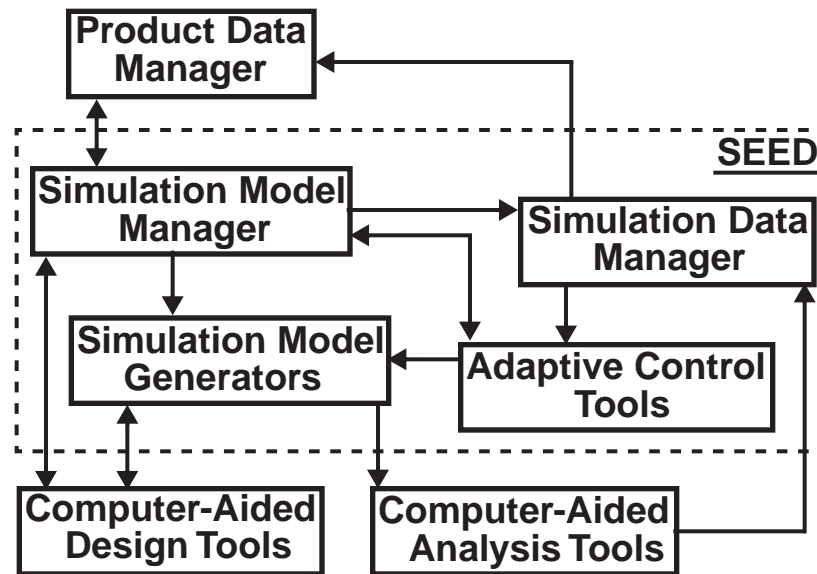 Product Data
Manager
SEED
Simulation Model
Manager
Simulation Data
Manager
Simulation Model
Generators
Adaptive Control
Tools
Computer-Aided
Design Tools
Computer-Aided
Analysis Tools